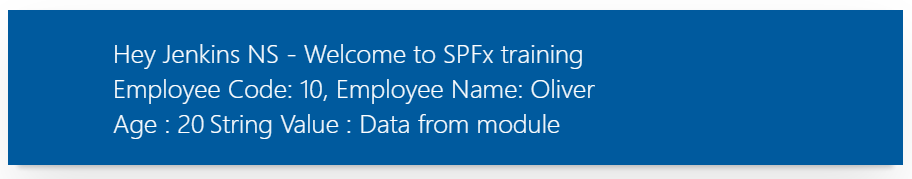 Hey Jenkins NS - Welcome to SPFx training
Employee Code: 10, Employee Name: Oliver
Age : 20 String Value : Data from module